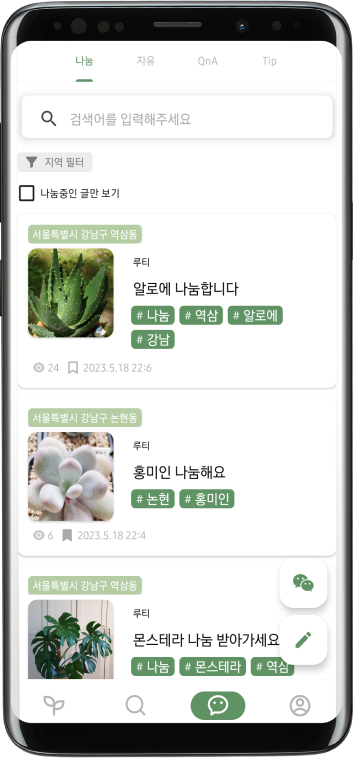 나눔 자유 QnA Tip
검색어를 입력해주세요
지역 필터
나눔중인 글만 보기
서울특별시 강남구 역삼동
루티
알로에 나눔합니다
# 나눔 # 역삼 # 알로에
# 강남
24 2023.5.18 22:6
서울특별시 강남구 논현동
루티
홍미인 나눔해요
# 논현 # 홍미인
6 2023.5.18 22:4
서울특별시 강남구 역삼동
루티
몬스테라 나눔 받아가세요
# 나눔 # 몬스테라 # 역삼